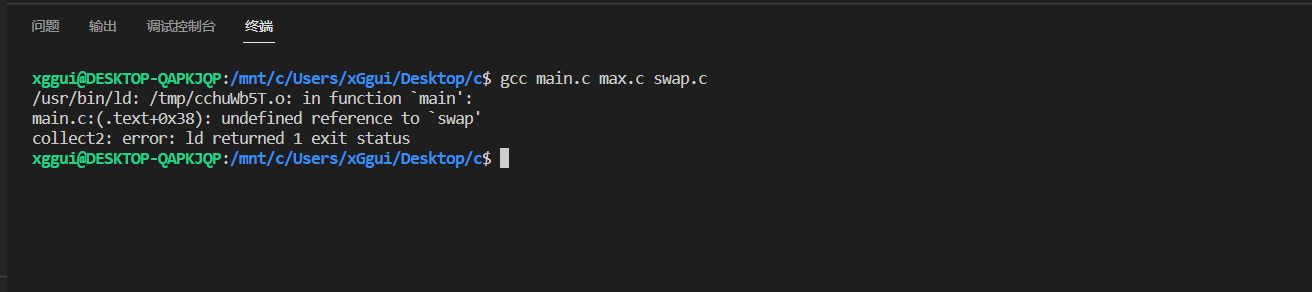 问题 输出 调试控制台 终端
xggui@DESKTOP-QAPKJQP:/mnt/c/Users/xGgui/Desktop/c$ gcc main.c max.c swap.c
/usr/bin/ld: /tmp/cchuWb5T.o: in function `main':
main.c:(.text+0x38): undefined reference to `swap'
collect2: error: ld returned 1 exit status
xggui@DESKTOP-QAPKJQP:/mnt/c/Users/xGgui/Desktop/c$